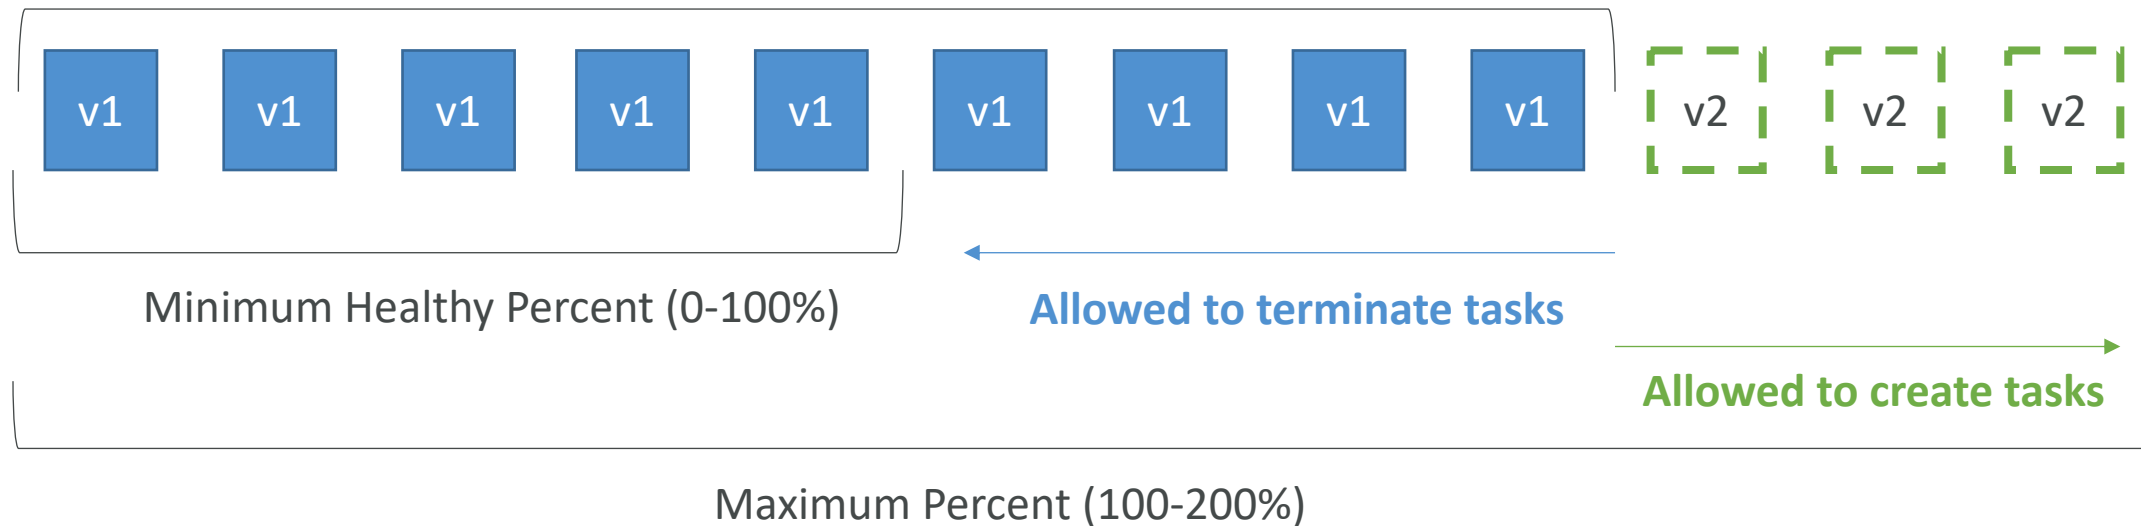 v1 v1 v1 v1 v1 v1 v1 v1 v1 v2 v2 v2
Minimum Healthy Percent (0-100%)
Allowed to terminate tasks
Allowed to create tasks
Maximum Percent (100-200%)